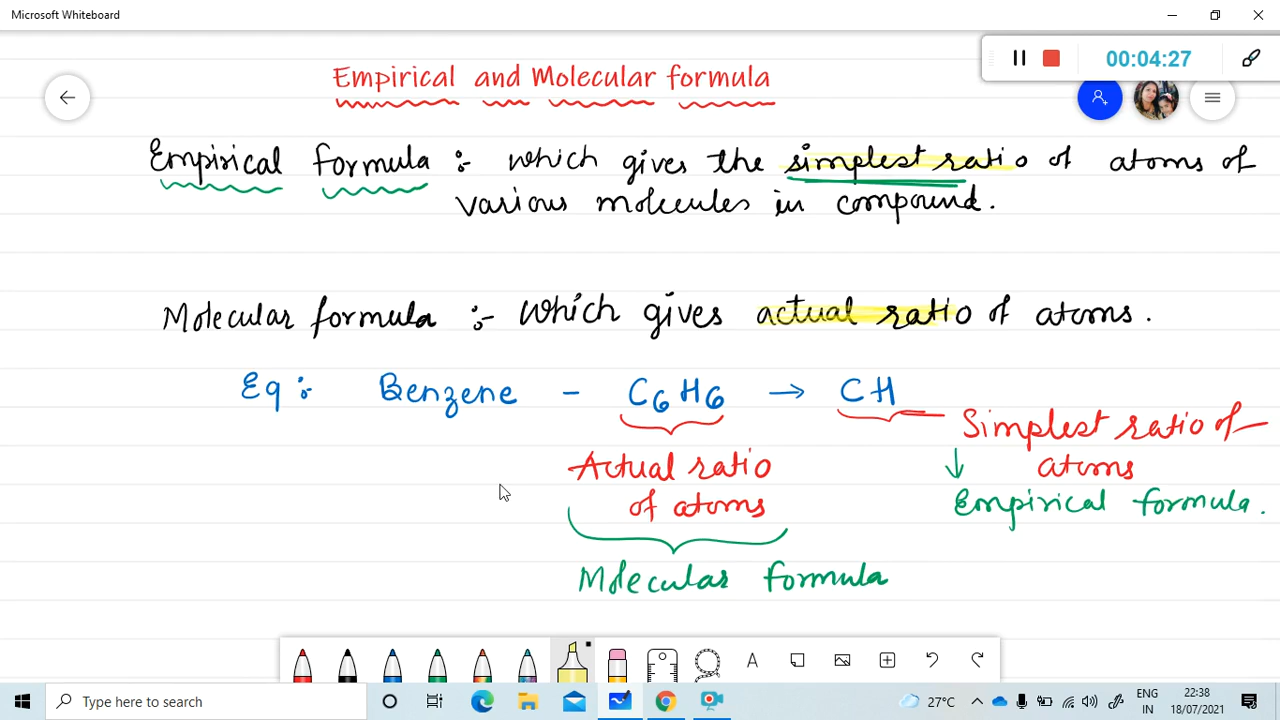 Microsoft Whiteboard
00:04:27
Empirical and Molecular formula
Empirical formula :- which gives the simplest ratio of atoms of
various molecules in compound.
Molecular formula :- Which gives actual ratio of atoms.
Eg :- Benzene - C6H6 → CH
Simplest ratio of
Actual ratio ↓ atoms
of atoms Empirical formula.
Molecular formula
A
Type here to search
27°C
ENG
IN
22:38
18/07/2021